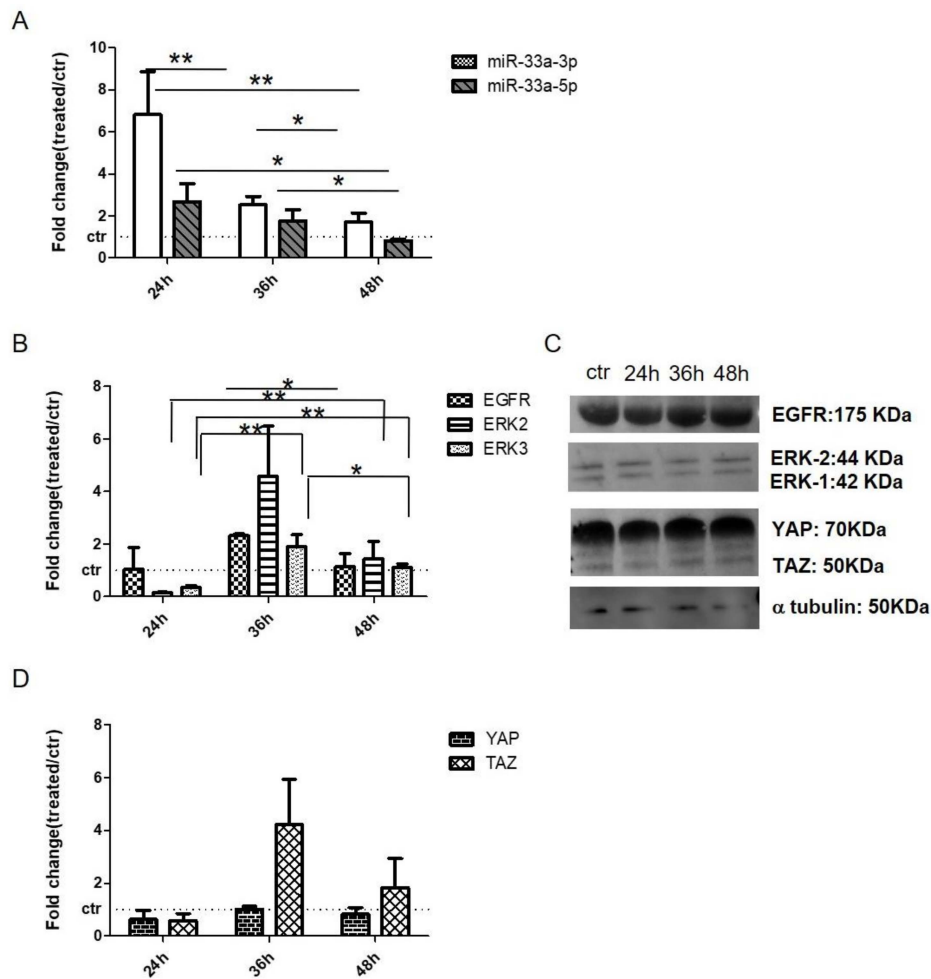 A
Fold change(treated/ctr)
10
8
6
4
2
ctr
0
**
**
*
*
*
24h
36h
48h
miR-33a-3p
miR-33a-5p
B
Fold change(treated/ctr)
8
6
4
2
ctr
0
*
**
**
**
*
24h
36h
48h
EGFR
ERK2
ERK3
C
ctr 24h 36h 48h
EGFR:175 KDa
ERK-2:44 KDa
ERK-1:42 KDa
YAP: 70KDa
TAZ: 50KDa
α tubulin: 50KDa
D
Fold change(treated/ctr)
8
6
4
2
ctr
0
24h
36h
48h
YAP
TAZ